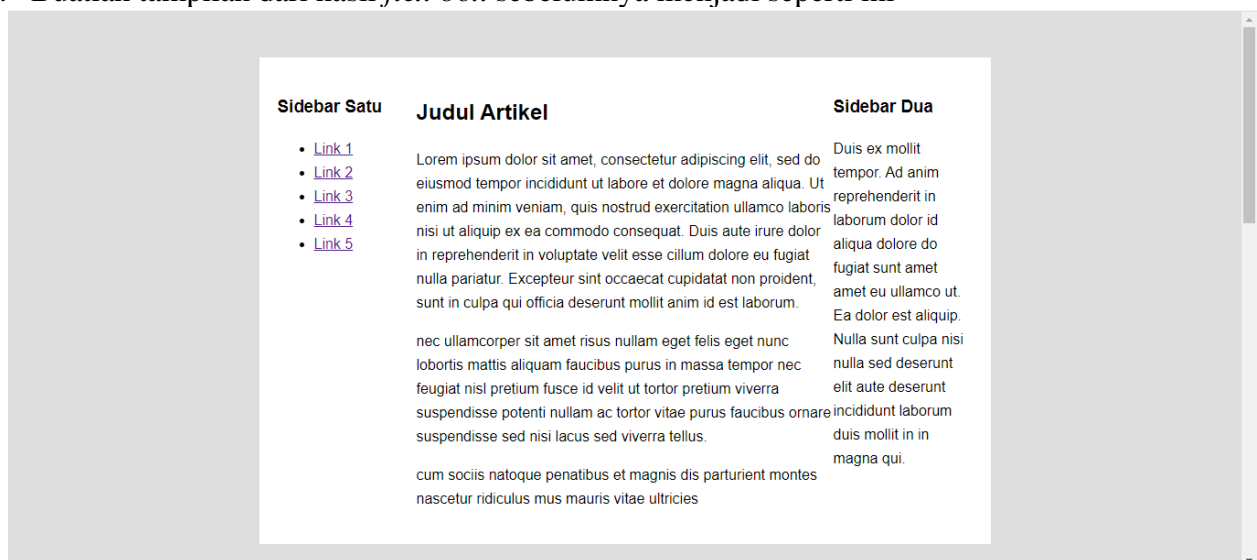 Sidebar Satu
Link 1
Link 2
Link 3
Link 4
Link 5
Judul Artikel
Lorem ipsum dolor sit amet, consectetur adipiscing elit, sed do
eiusmod tempor incididunt ut labore et dolore magna aliqua. Ut
enim ad minim veniam, quis nostrud exercitation ullamco laboris
nisi ut aliquip ex ea commodo consequat. Duis aute irure dolor
in reprehenderit in voluptate velit esse cillum dolore eu fugiat
nulla pariatur. Excepteur sint occaecat cupidatat non proident,
sunt in culpa qui officia deserunt mollit anim id est laborum.
nec ullamcorper sit amet risus nullam eget felis eget nunc
lobortis mattis aliquam faucibus purus in massa tempor nec
feugiat nisl pretium fusce id velit ut tortor pretium viverra
suspendisse potenti nullam ac tortor vitae purus faucibus ornare
suspendisse sed nisi lacus sed viverra tellus.
cum sociis natoque penatibus et magnis dis parturient montes
nascetur ridiculus mus mauris vitae ultricies
Sidebar Dua
Duis ex mollit
tempor. Ad anim
reprehenderit in
laborum dolor id
aliqua dolore do
fugiat sunt amet
amet eu ullamco ut.
Ea dolor est aliquip.
Nulla sunt culpa nisi
nulla sed deserunt
elit aute deserunt
incididunt laborum
duis mollit in in
magna qui.